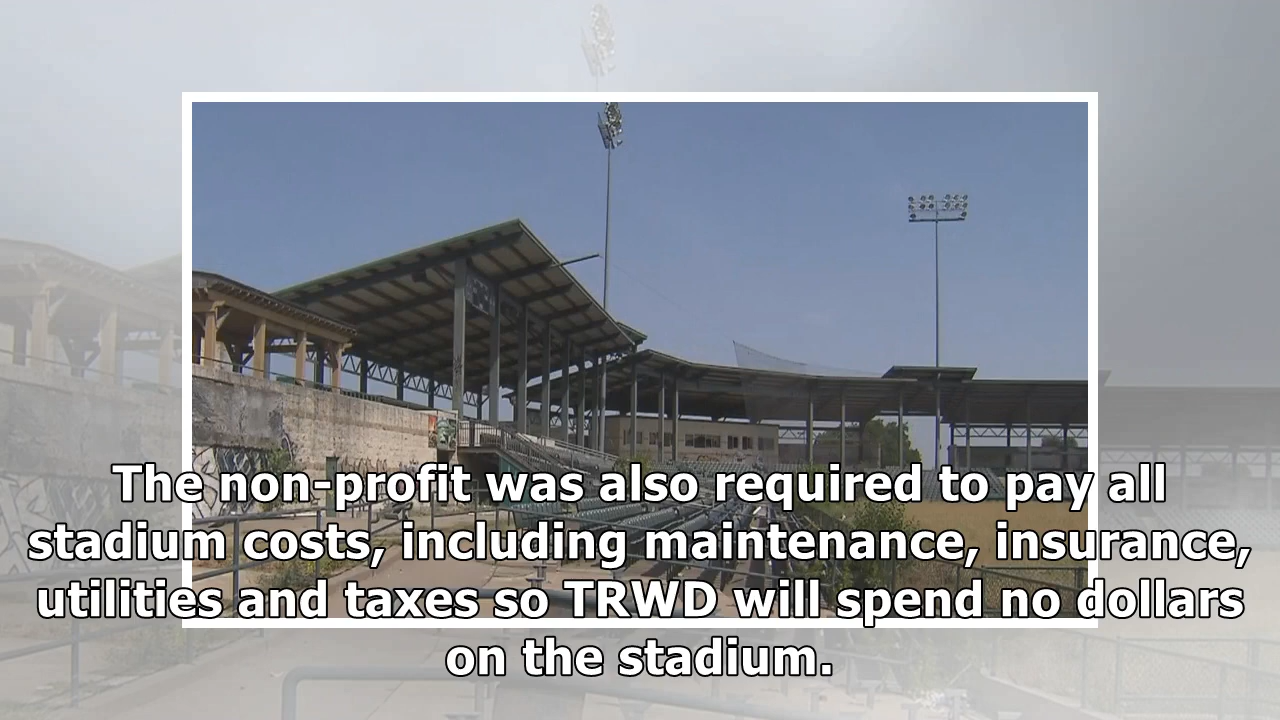 The non-profit was also required to pay all
stadium costs, including maintenance, insurance,
utilities and taxes so TRWD will spend no dollars
on the stadium.